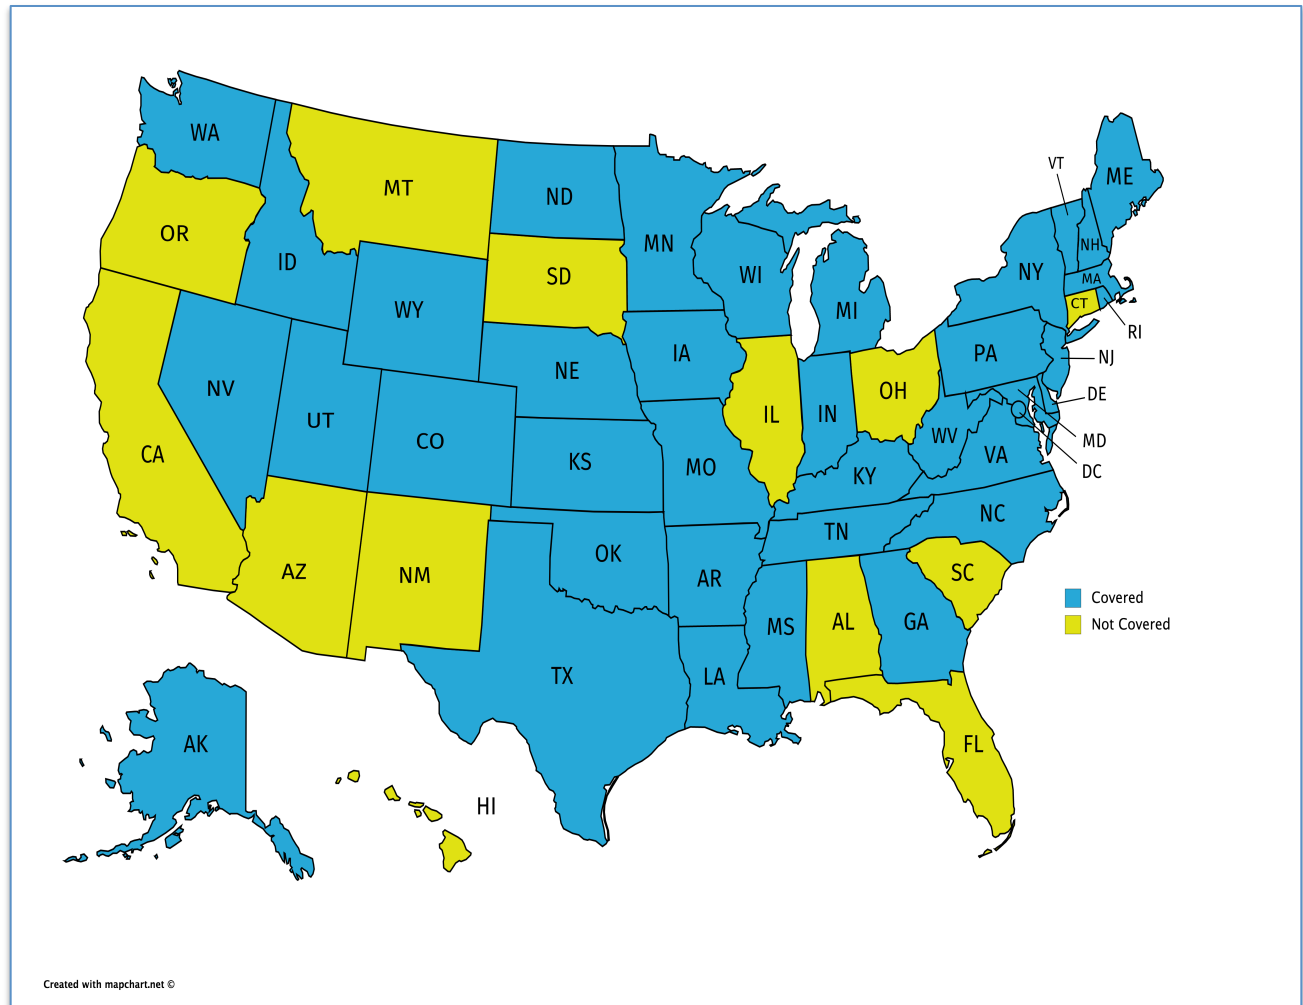 WA
MT
ND
MN
ME
VT
OR
ID
SD
WI
MI
NY
NH
MA
CT
RI
WY
IA
NE
PA
NJ
NV
UT
CO
IL
IN
OH
DE
MD
DC
WV
VA
CA
KS
MO
KY
NC
TN
AZ
NM
OK
AR
SC
MS
AL
GA
TX
LA
FL
AK
HI
Covered
Not Covered
Created with mapchart.net ©